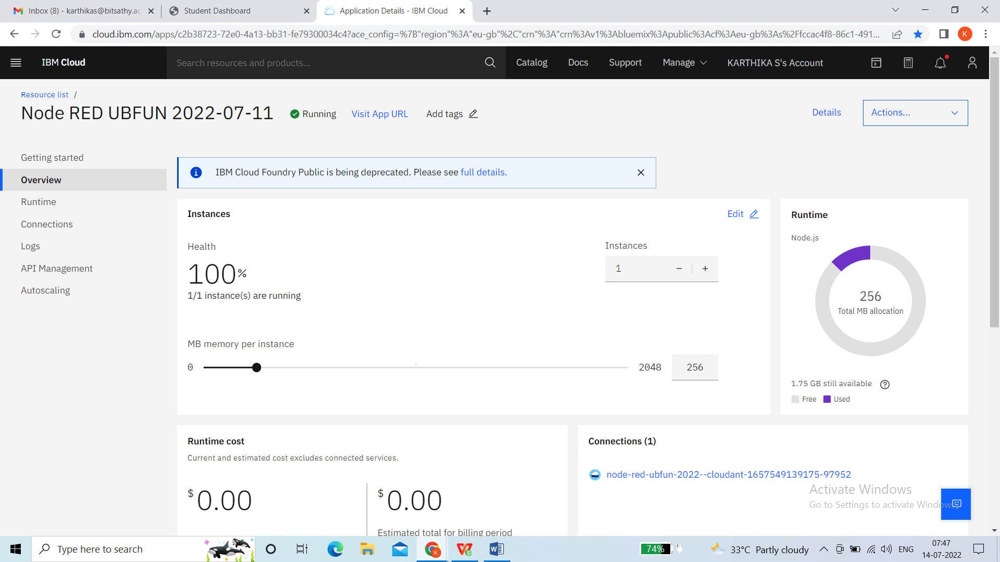 Inbox (8) - karthikas@bitsathy.ac.
Student Dashboard
Application Details - IBM Cloud
cloud.ibm.com/apps/c2b38723-72e0-4a13-bb31-fe79300034c4?ace_config=%7B"region"%3A"eu-gb"%2C"crn"%3A"crn%3Av1%3Abluemix%3Apublic%3Acf%3Aeu-gb%3As%2Ffccac4f8-86c1-491...
K
IBM Cloud
Search resources and products...
Catalog
Docs
Support
Manage
KARTHIKA S's Account
Resource list /
Node RED UBFUN 2022-07-11
Running
Visit App URL
Add tags
Details
Actions...
Getting started
Overview
Runtime
Connections
Logs
API Management
Autoscaling
IBM Cloud Foundry Public is being deprecated. Please see full details.
Instances
Edit
Health
100%
1/1 instance(s) are running
Instances
1 − +
MB memory per instance
0
2048
256
Runtime
Node.js
256
Total MB allocation
1.75 GB still available
Free
Used
Runtime cost
Current and estimated cost excludes connected services.
$0.00
$0.00
Estimated total for billing period
Connections (1)
node-red-ubfun-2022--cloudant-1657549139175-97952
Activate Windows
Go to Settings to activate Windows.
Type here to search
K
74%
33°C Partly cloudy
ENG
07:47
14-07-2022